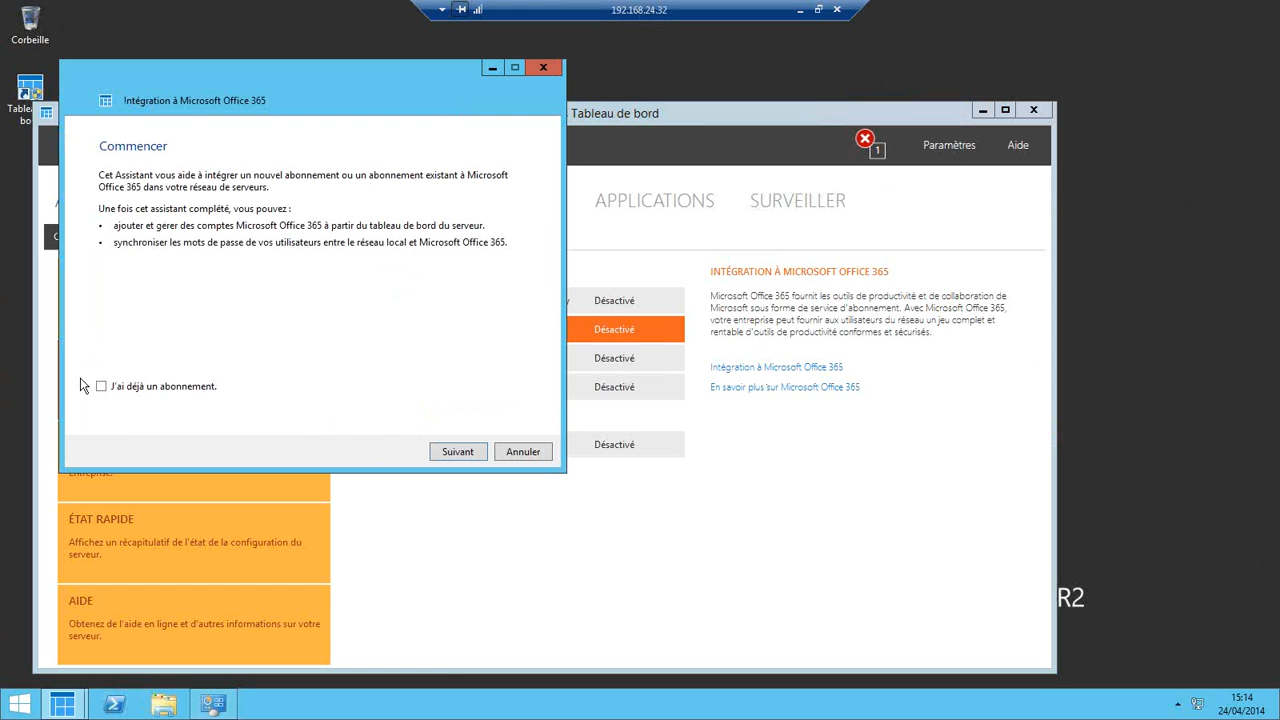 192.168.24.32
Corbeille
Intégration à Microsoft Office 365
Tableau de bord
1
Paramètres
Aide
Commencer
Cet Assistant vous aide à intégrer un nouvel abonnement ou un abonnement existant à Microsoft
Office 365 dans votre réseau de serveurs.
Une fois cet assistant complété, vous pouvez :
• ajouter et gerer des comptes Microsoft Office 365 à partir du tableau de bord du serveur.
• synchroniser les mots de passe de vos utilisateurs entre le réseau local et Microsoft Office 365.
J'ai déjà un abonnement.
Suivant
Annuler
APPLICATIONS
SURVEILLER
Désactivé
Désactivé
Désactivé
Désactivé
Désactivé
INTÉGRATION À MICROSOFT OFFICE 365
Microsoft Office 365 fournit les outils de productivité et de collaboration de
Microsoft sous forme de service d'abonnement. Avec Microsoft Office 365,
votre entreprise peut fournir aux utilisateurs du réseau un jeu complet et
rentable d'outils de productivité conformes et sécurisés.
Intégration à Microsoft Office 365
En savoir plus sur Microsoft Office 365
ÉTAT RAPIDE
Affichez un récapitulatif de l'état de la configuration du
serveur.
AIDE
Obtenez de l'aide en ligne et d'autres informations sur votre
serveur.
R2
15:14
24/04/2014